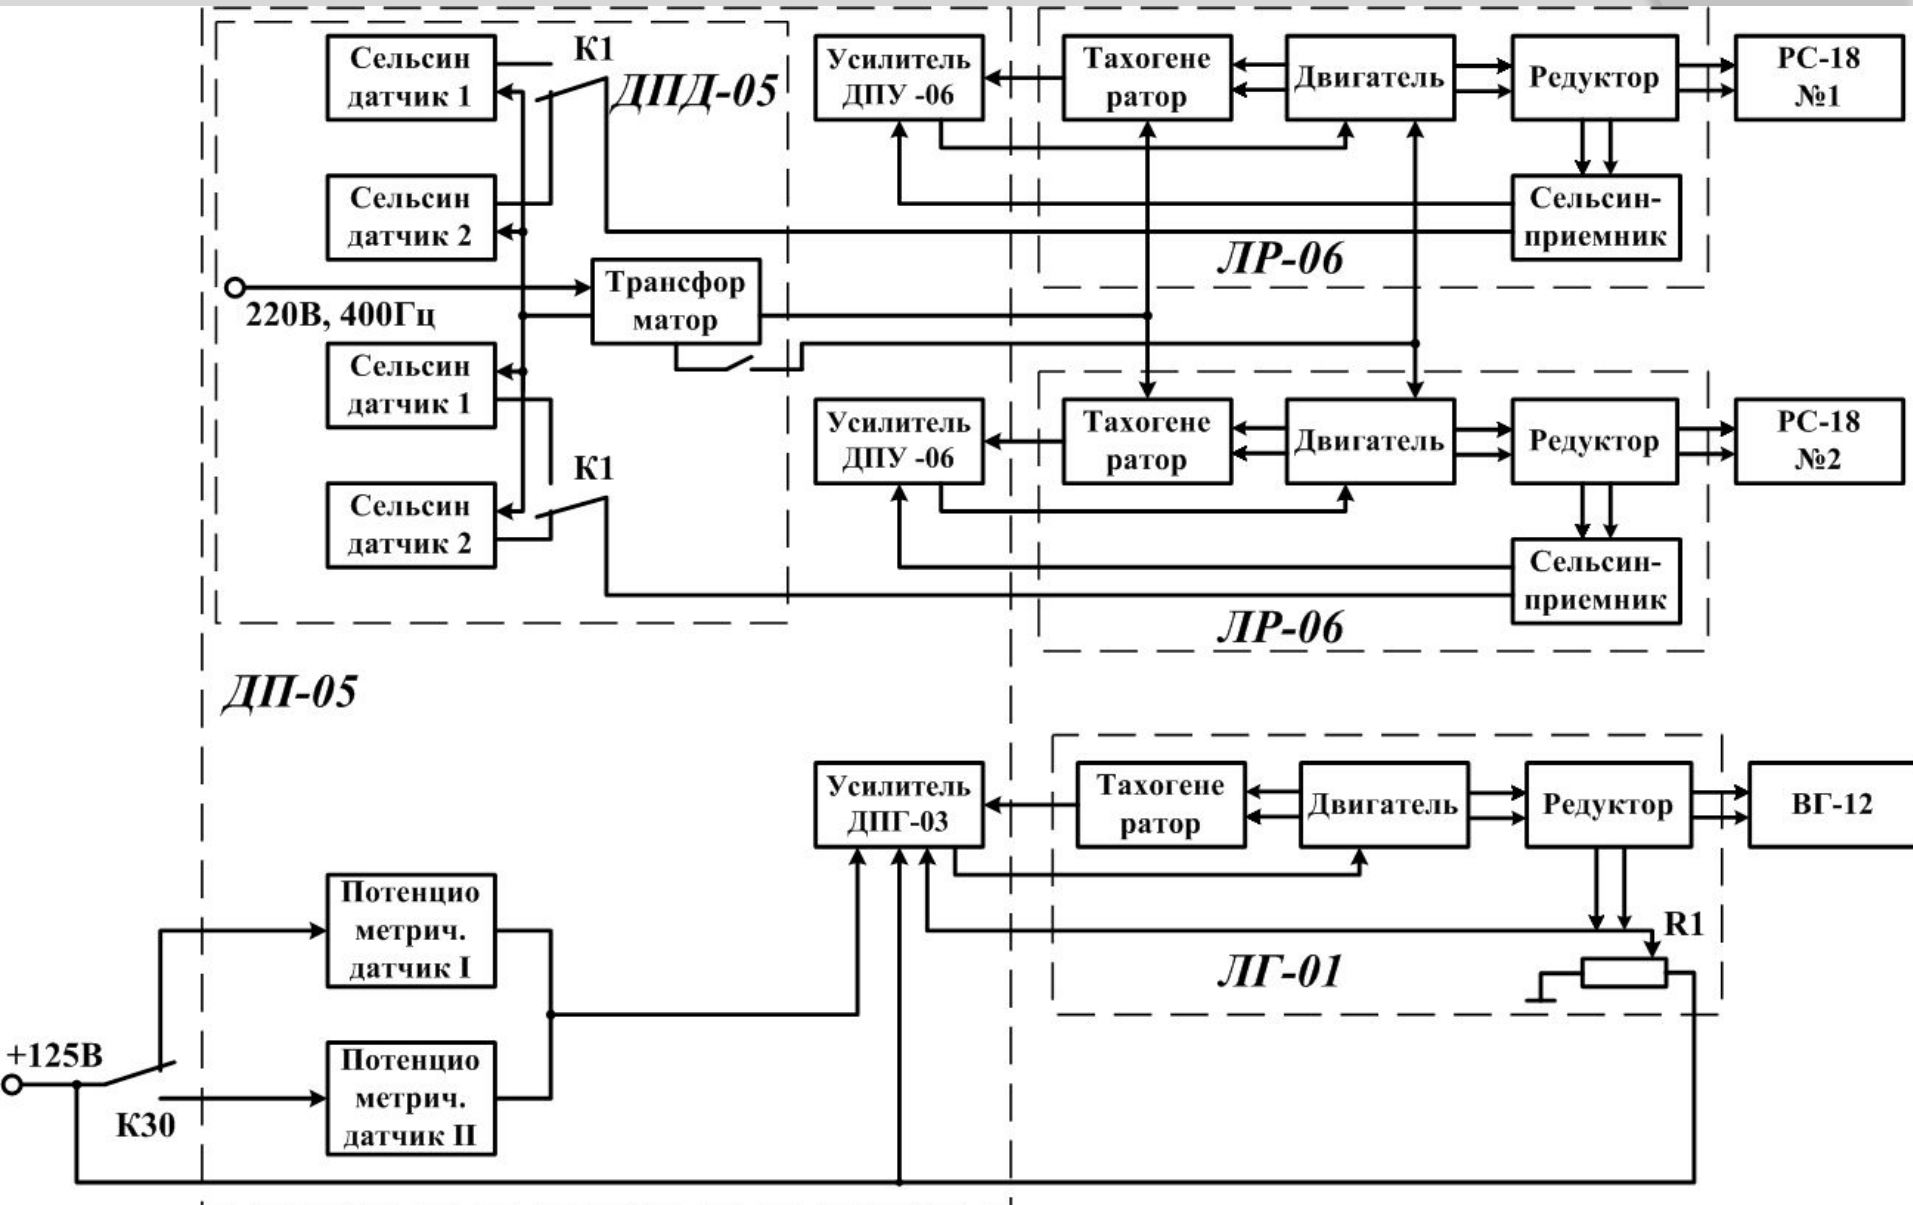 Сельсин
датчик 1
К1
ДПД-05
Усилитель
ДПУ -06
Тахогене
ратор
Двигатель
Редуктор
РС-18
№1
Сельсин
датчик 2
Сельсин-
приемник
ЛР-06
220В, 400Гц
Трансфор
матор
Сельсин
датчик 1
К1
Усилитель
ДПУ -06
Тахогене
ратор
Двигатель
Редуктор
РС-18
№2
Сельсин
датчик 2
Сельсин-
приемник
ЛР-06
ДП-05
Усилитель
ДПГ-03
Тахогене
ратор
Двигатель
Редуктор
ВГ-12
Потенцио
метрич.
датчик I
R1
ЛГ-01
+125В
К30
Потенцио
метрич.
датчик II